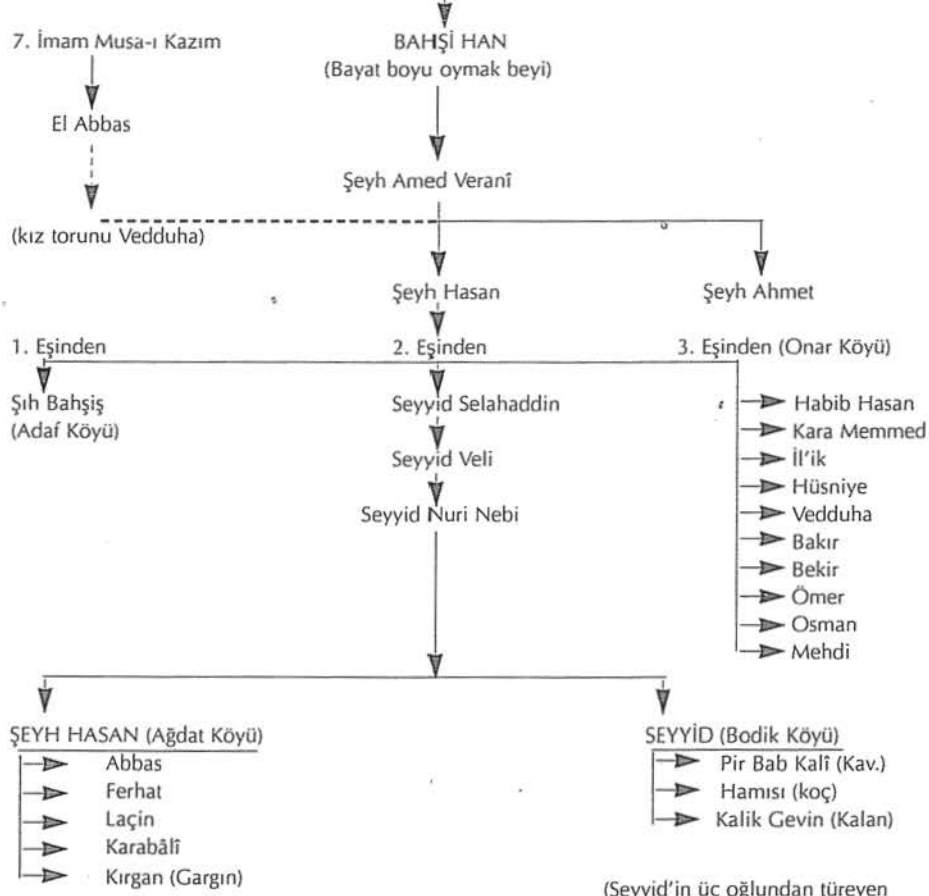 7. İmam Musa-ı Kazım
BAHŞİ HAN
(Bayat boyu oymak beyi)
El Abbas
Şeyh Amed Veranî
(kız torunu Vedduha)
Şeyh Hasan
Şeyh Ahmet
1. Eşinden
2. Eşinden
3. Eşinden (Onar Köyü)
Şıh Bahşiş
(Adaf Köyü)
Seyyid Selahaddin
Seyyid Veli
Seyyid Nuri Nebi
Habib Hasan
Kara Memmed
İl'ik
Hüsniye
Vedduha
Bakır
Bekir
Ömer
Osman
Mehdi
ŞEYH HASAN (Ağdat Köyü)
Abbas
Ferhat
Laçin
Karabâlî
Kırgan (Gargın)
SEYYİD (Bodik Köyü)
Pir Bab Kalî (Kav.)
Hamısı (koç)
Kalik Gevin (Kalan)
(Seyyid'in üç oğlundan türeyen